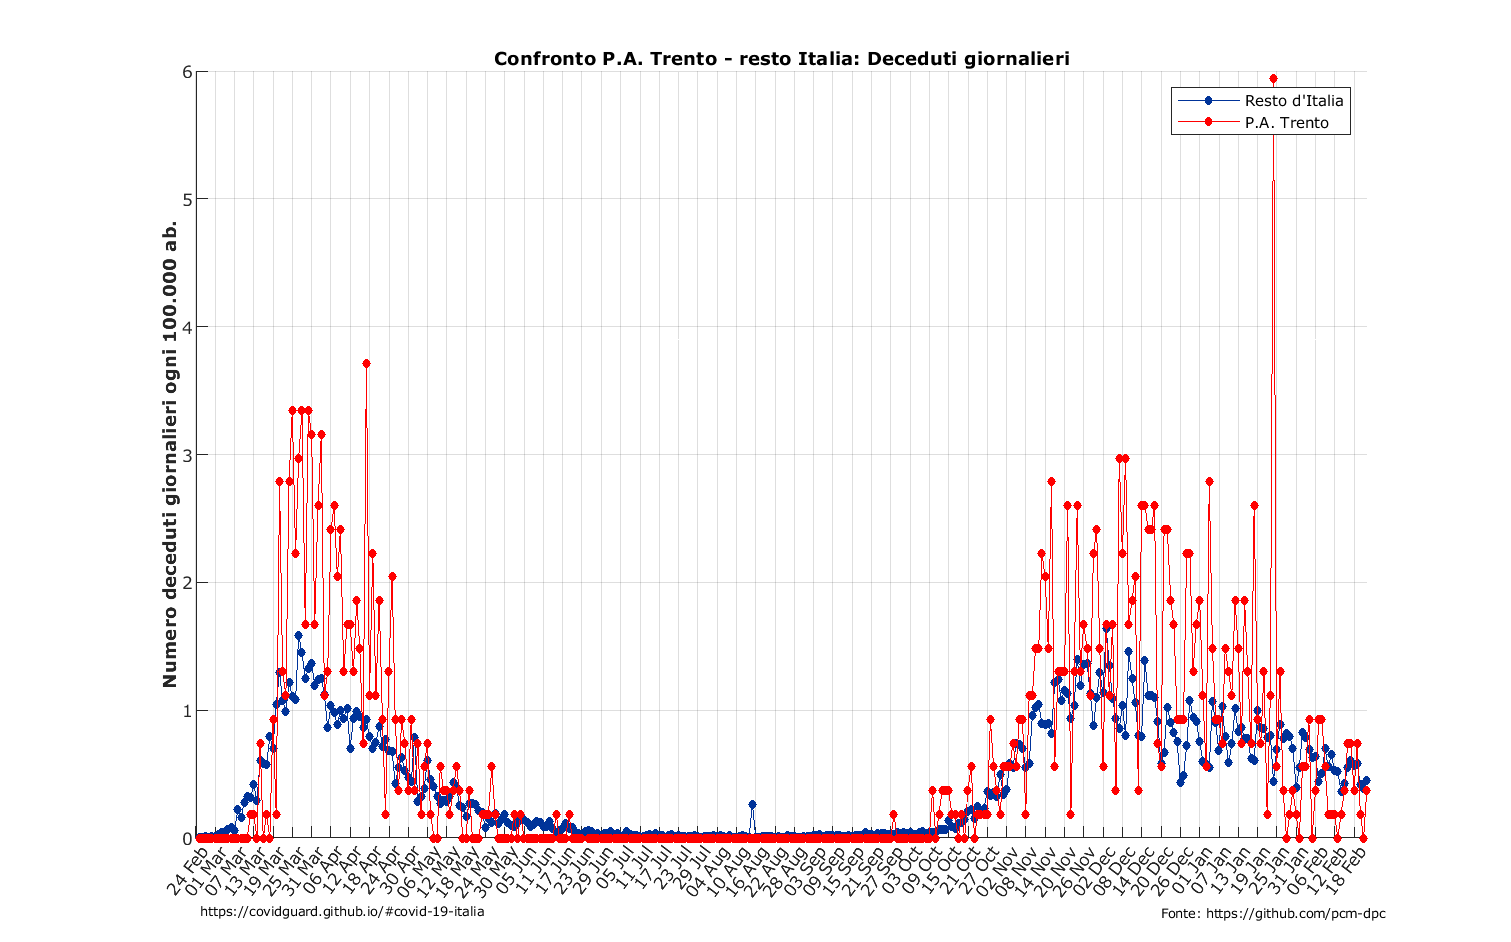 Confronto P.A. Trento - resto Italia: Deceduti giornalieri
Resto d'Italia
P.A. Trento
Numero deceduti giornalieri ogni 100.000 ab.
6
5
4
3
2
1
0
24 Feb
01 Mar
07 Mar
13 Mar
19 Mar
25 Mar
31 Mar
06 Apr
12 Apr
18 Apr
24 Apr
30 Apr
06 May
12 May
18 May
24 May
30 May
05 Jun
11 Jun
17 Jun
23 Jun
29 Jun
05 Jul
11 Jul
17 Jul
23 Jul
29 Jul
04 Aug
10 Aug
16 Aug
22 Aug
28 Aug
03 Sep
09 Sep
15 Sep
21 Sep
27 Sep
03 Oct
09 Oct
15 Oct
21 Oct
27 Oct
02 Nov
08 Nov
14 Nov
20 Nov
26 Nov
02 Dec
08 Dec
14 Dec
20 Dec
26 Dec
01 Jan
07 Jan
13 Jan
19 Jan
25 Jan
31 Jan
06 Feb
12 Feb
18 Feb
https://covidguard.github.io/#covid-19-italia
Fonte: https://github.com/pcm-dpc